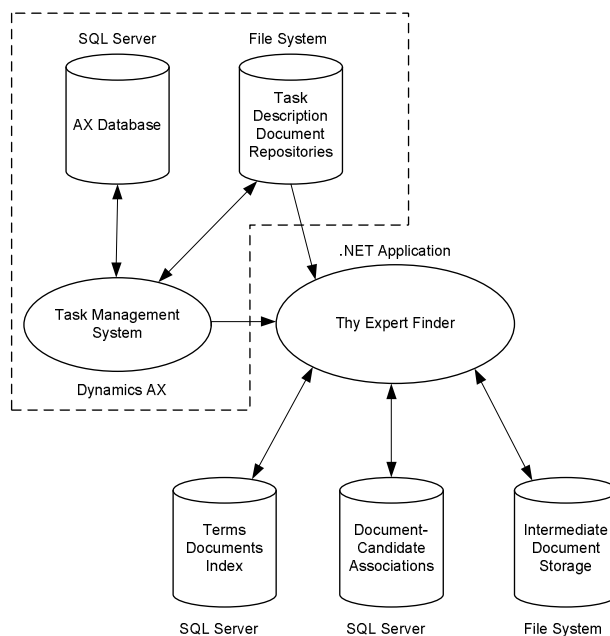 SQL Server
File System
AX Database
Task
Description
Document
Repositories
.NET Application
Task Management
System
Thy Expert Finder
Dynamics AX
Terms
Documents
Index
Document-
Candidate
Associations
Intermediate
Document
Storage
SQL Server
SQL Server
File System